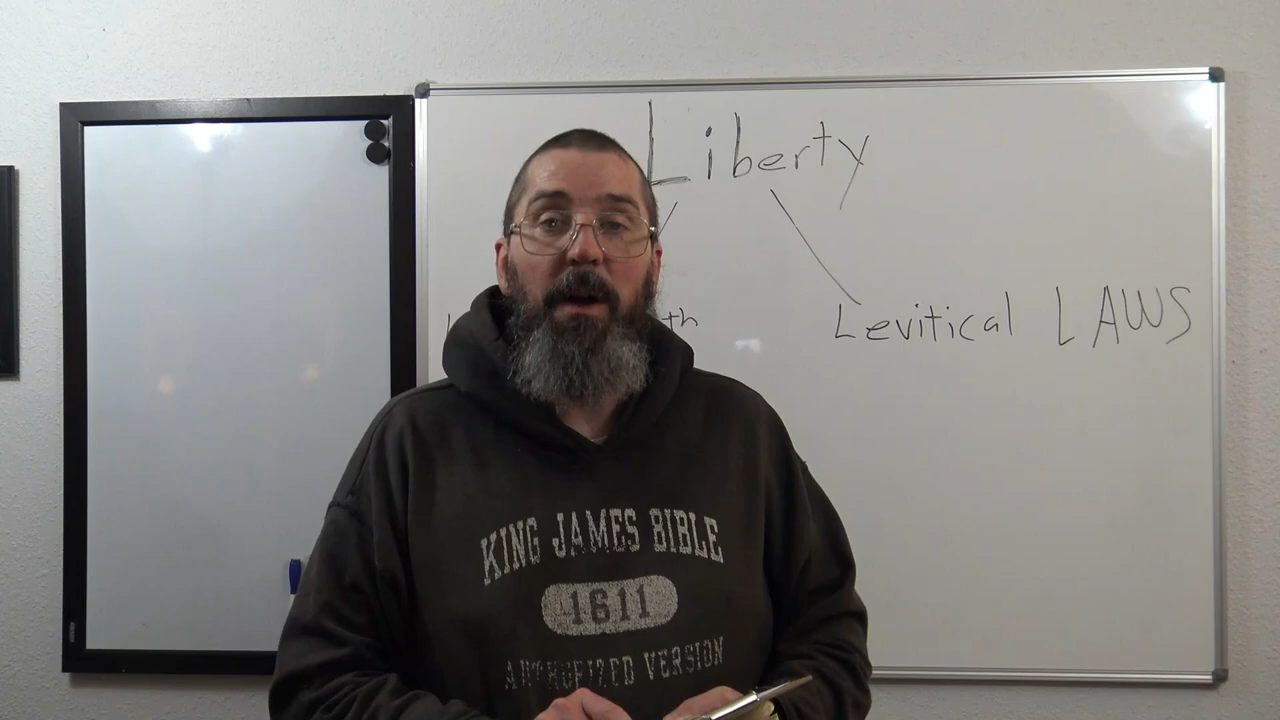 Liberty
Levitical LAWS
KING JAMES BIBLE
1611
AUTHORIZED VERSION